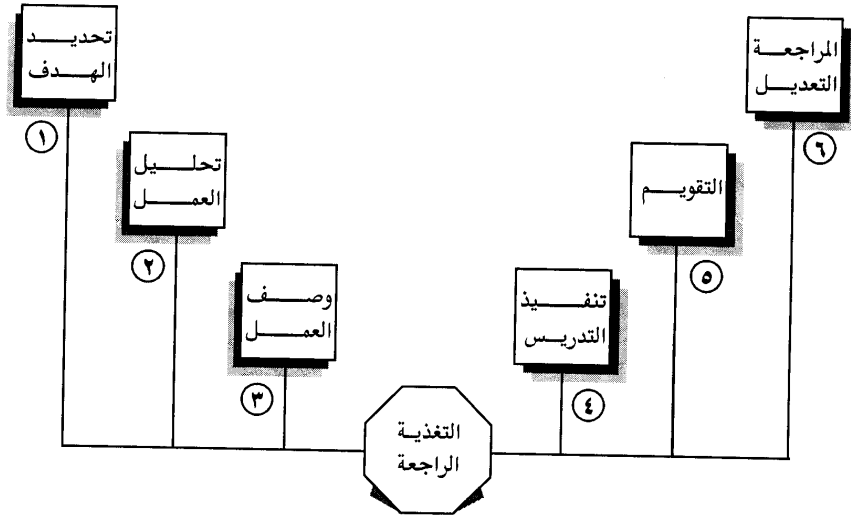 تحديد
الهدف
١
تحليل
العمل
٢
وصف
العمل
٣
تنفيذ
التدريس
٤
التقويم
٥
المراجعة
التعديل
٦
التغذية
الراجعة